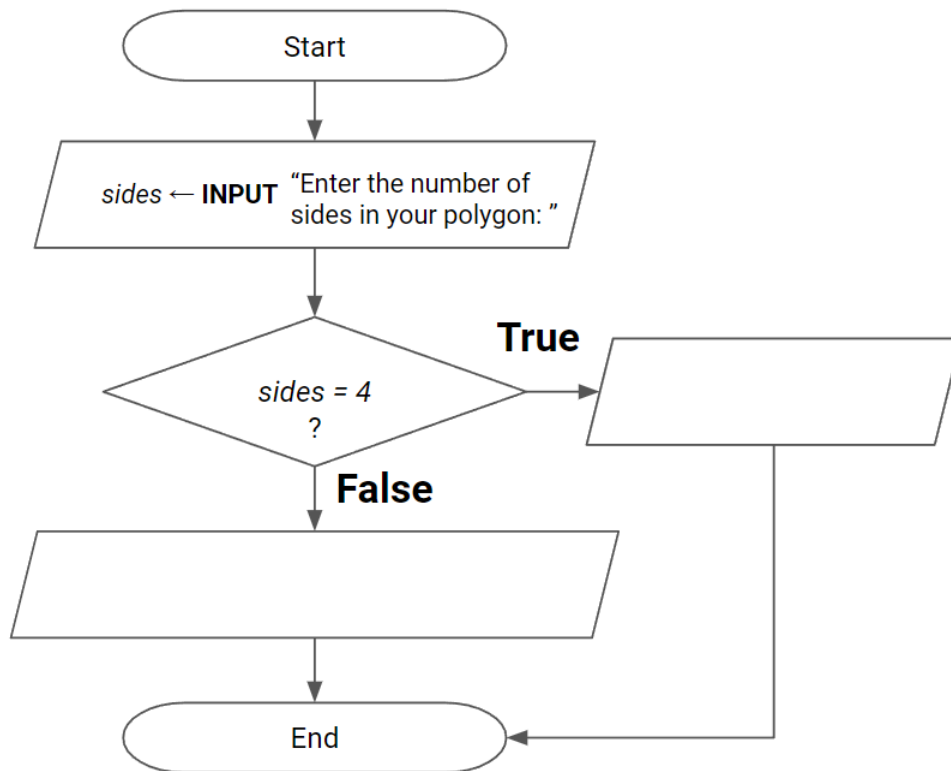 Start
sides ← INPUT “Enter the number of
sides in your polygon: ”
True
sides = 4
?
False
End